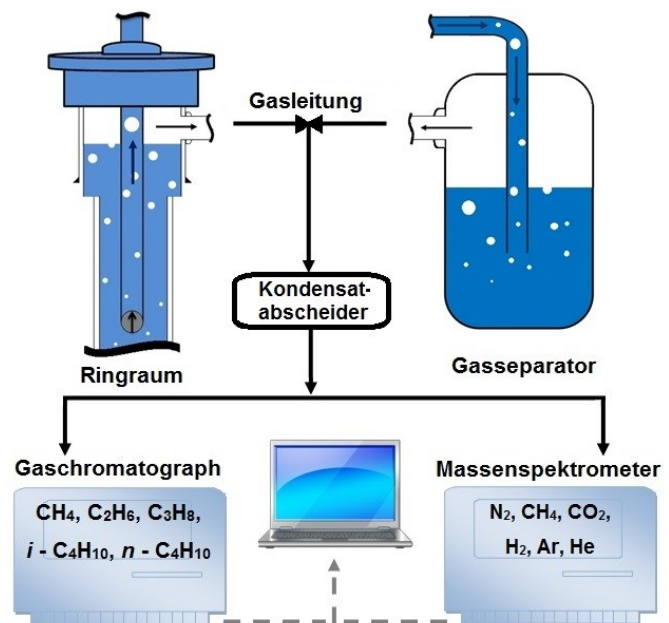 Gasleitung
Kondensat-
abscheider
Ringraum
Gasseparator
Gaschromatograph
CH₄, C₂H₆, C₃H₈,
i - C₄H₁₀, n - C₄H₁₀
Massenspektrometer
N₂, CH₄, CO₂,
H₂, Ar, He